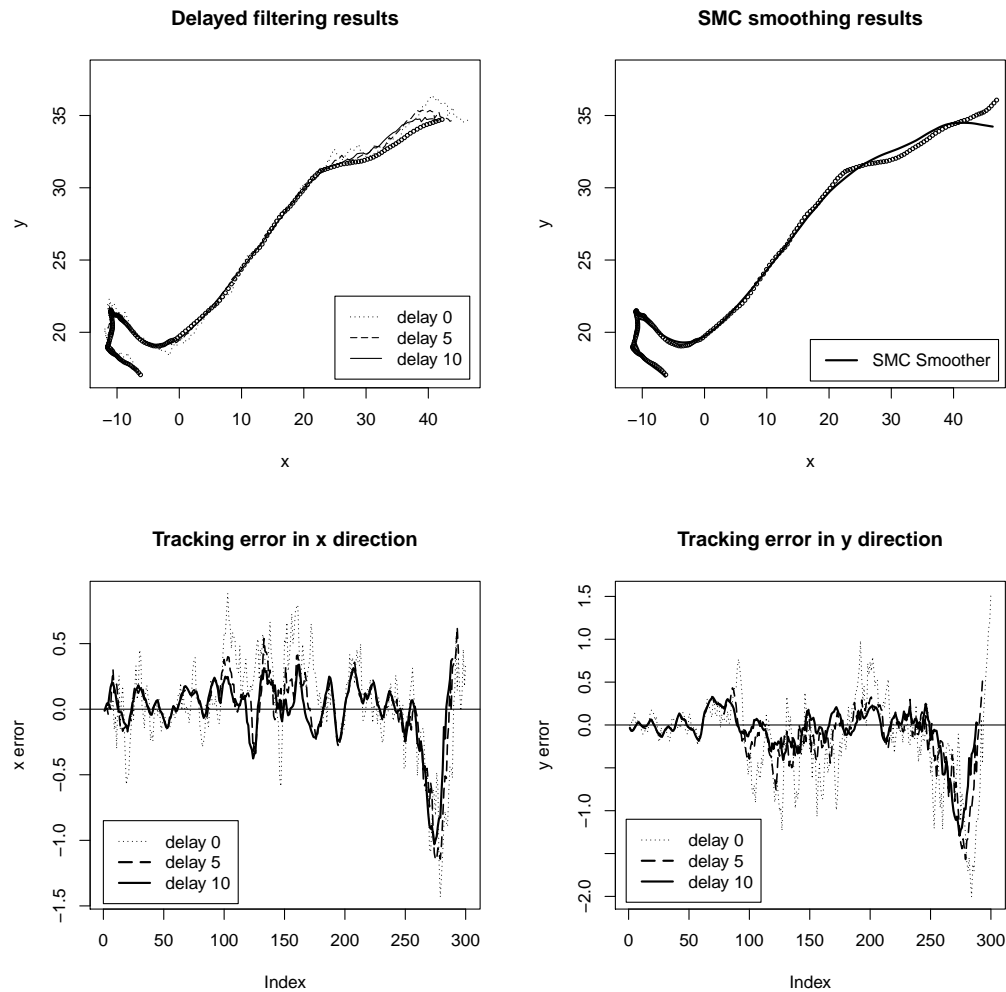 Delayed filtering results
y
35
30
25
20
−10 0 10 20 30 40
x
delay 0
delay 5
delay 10
SMC smoothing results
y
35
30
25
20
−10 0 10 20 30 40
x
SMC Smoother
Tracking error in x direction
x error
0.5
0.0
−0.5
−1.0
−1.5
0 50 100 150 200 250 300
Index
delay 0
delay 5
delay 10
Tracking error in y direction
y error
1.5
1.0
0.5
0.0
−1.0
−2.0
0 50 100 150 200 250 300
Index
delay 0
delay 5
delay 10